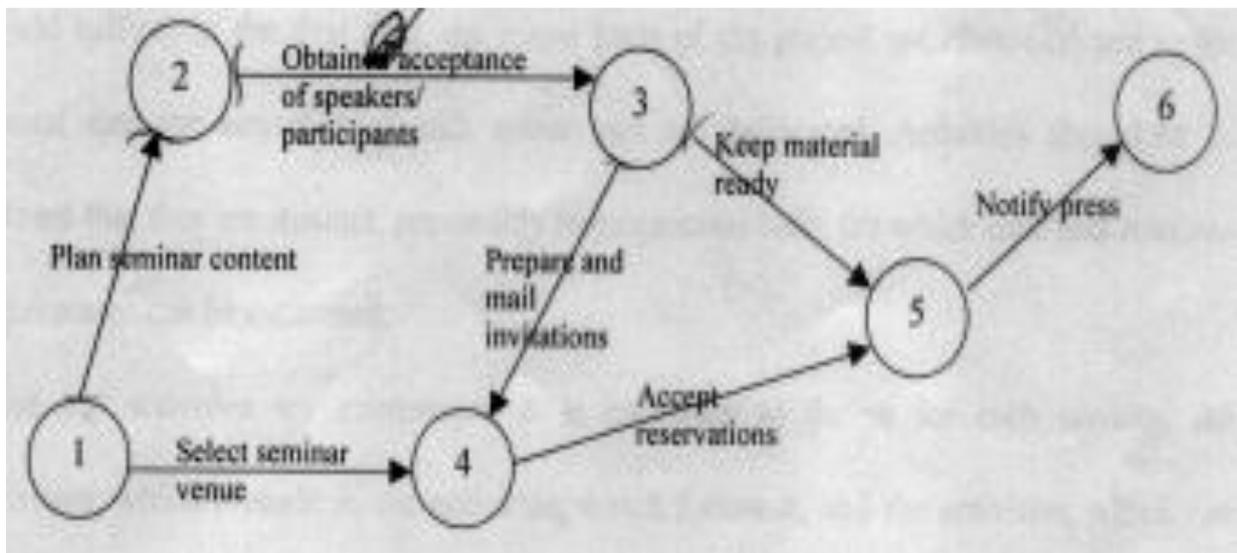 2
Obtained acceptance
of speakers/
participants
3
6
Keep material
ready
Notify press
Plan seminar content
Prepare and
mail
invitations
5
Accept
reservations
1
Select seminar
venue
4